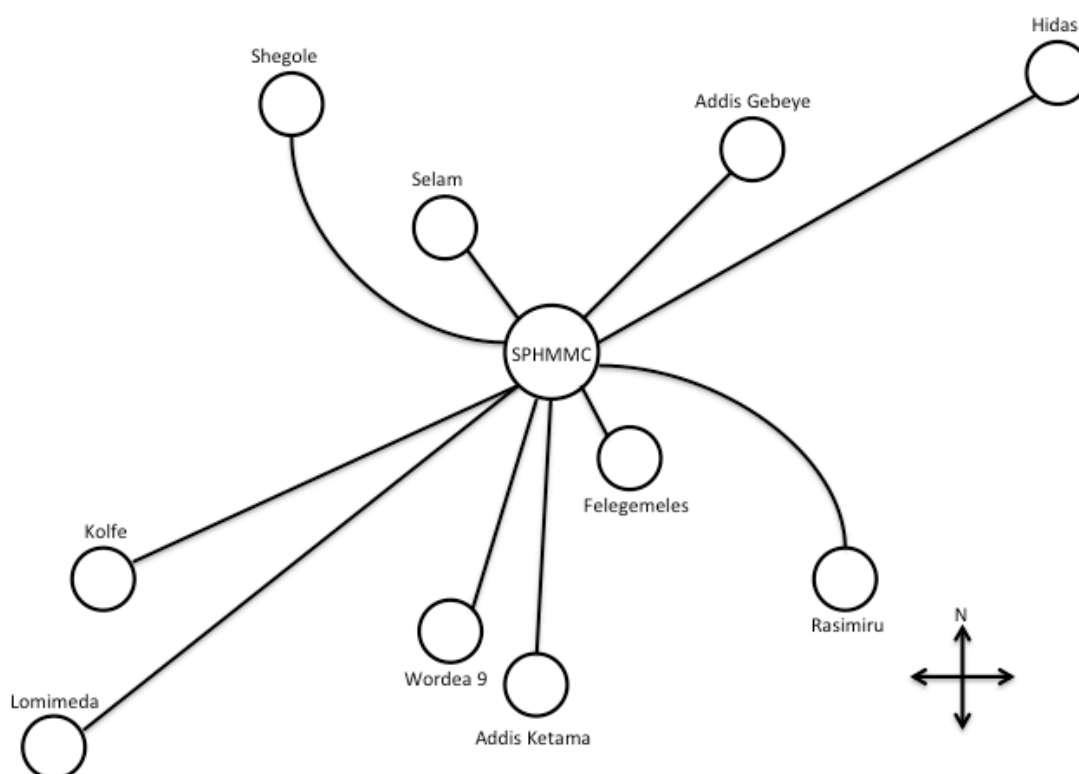 Hidas
Shegole
Addis Gebeye
Selam
SPHMMC
Felegemeles
Kolfe
Rasimiru
N
Wordea 9
Lomimeda
Addis Ketama